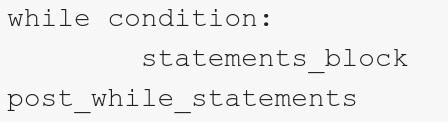 while condition:
        statements_block
post_while_statements